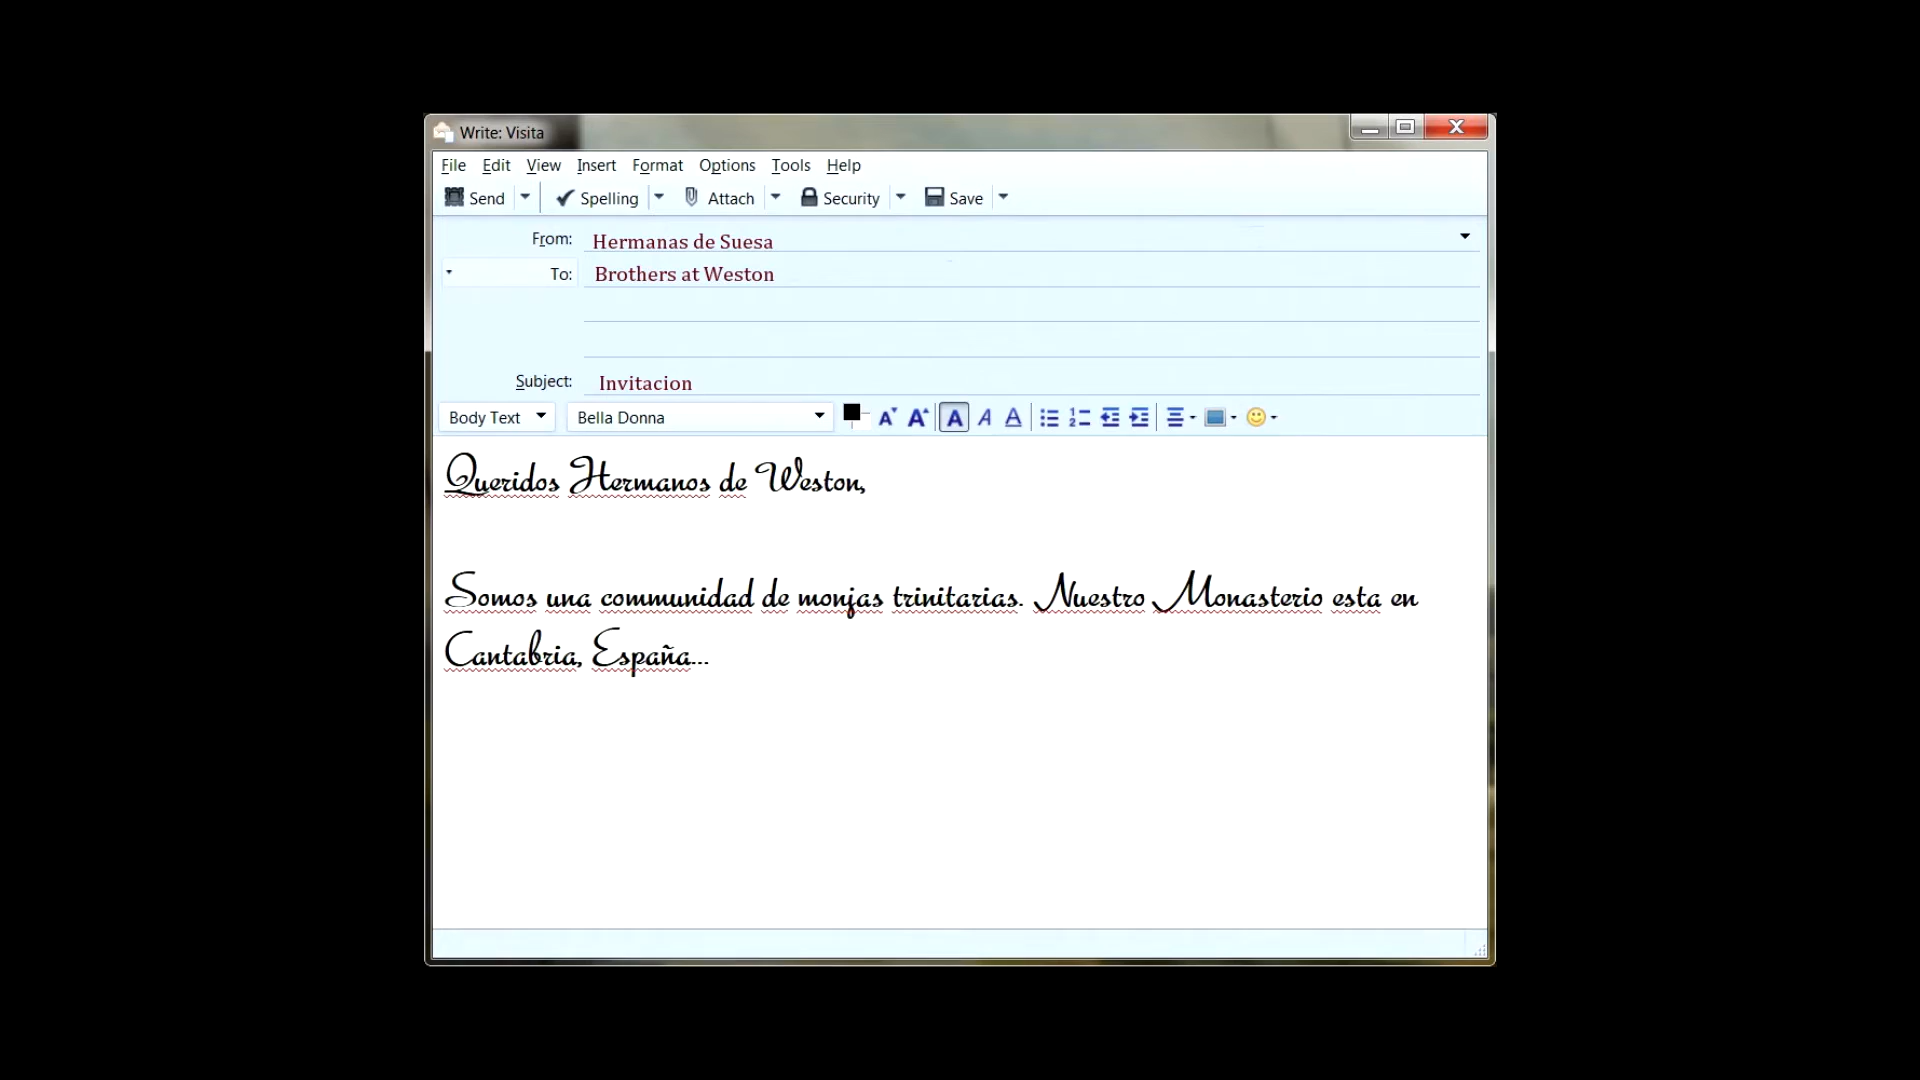 Write: Visita
File Edit View Insert Format Options Tools Help
Send Spelling Attach Security Save
From: Hermanas de Suesa
To: Brothers at Weston
Subject: Invitacion
Body Text Bella Donna
Queridos Hermanos de Weston,
Somos una communidad de monjas trinitarias. Nuestro Monasterio esta en
Cantabria, España...